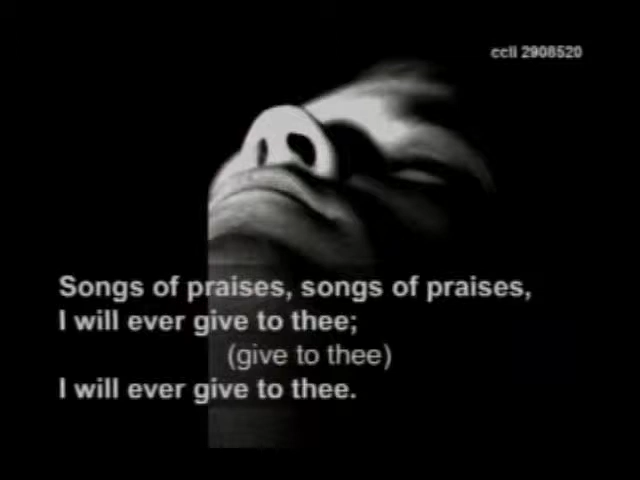 ccli 2908520
Songs of praises, songs of praises,
I will ever give to thee;
(give to thee)
I will ever give to thee.